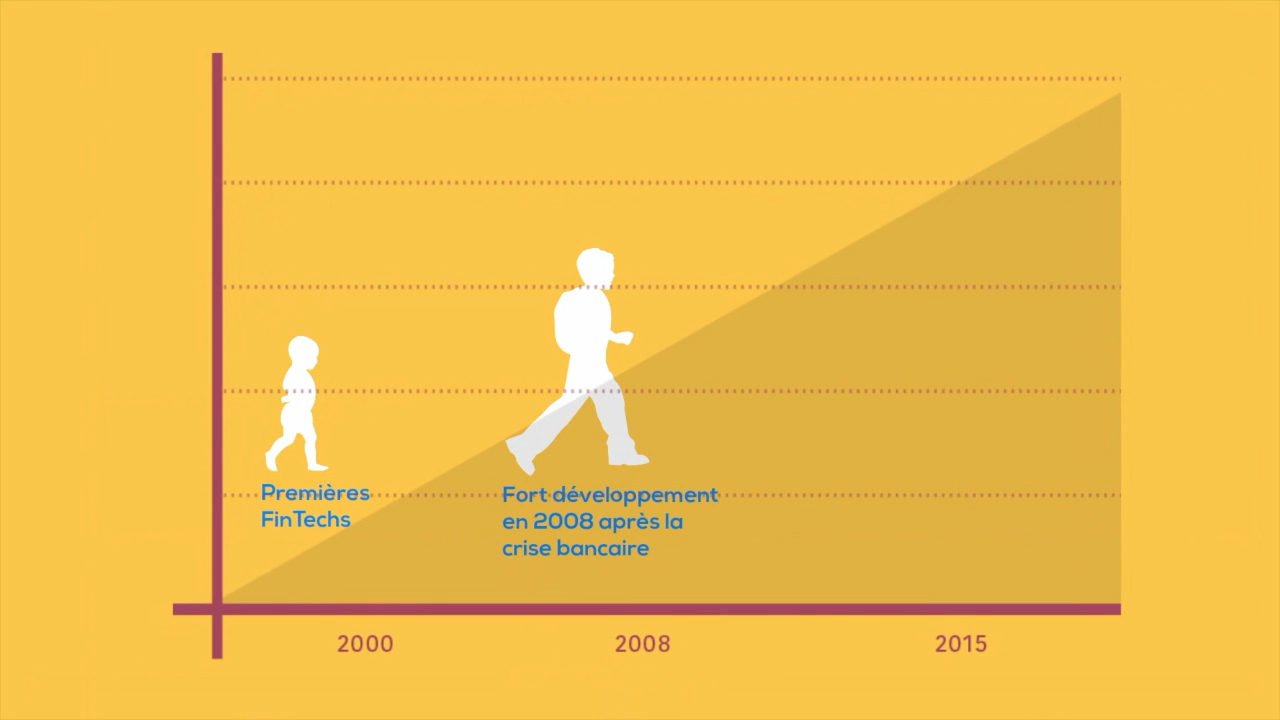 Premières
FinTechs
Fort développement
en 2008 après la
crise bancaire
2000
2008
2015